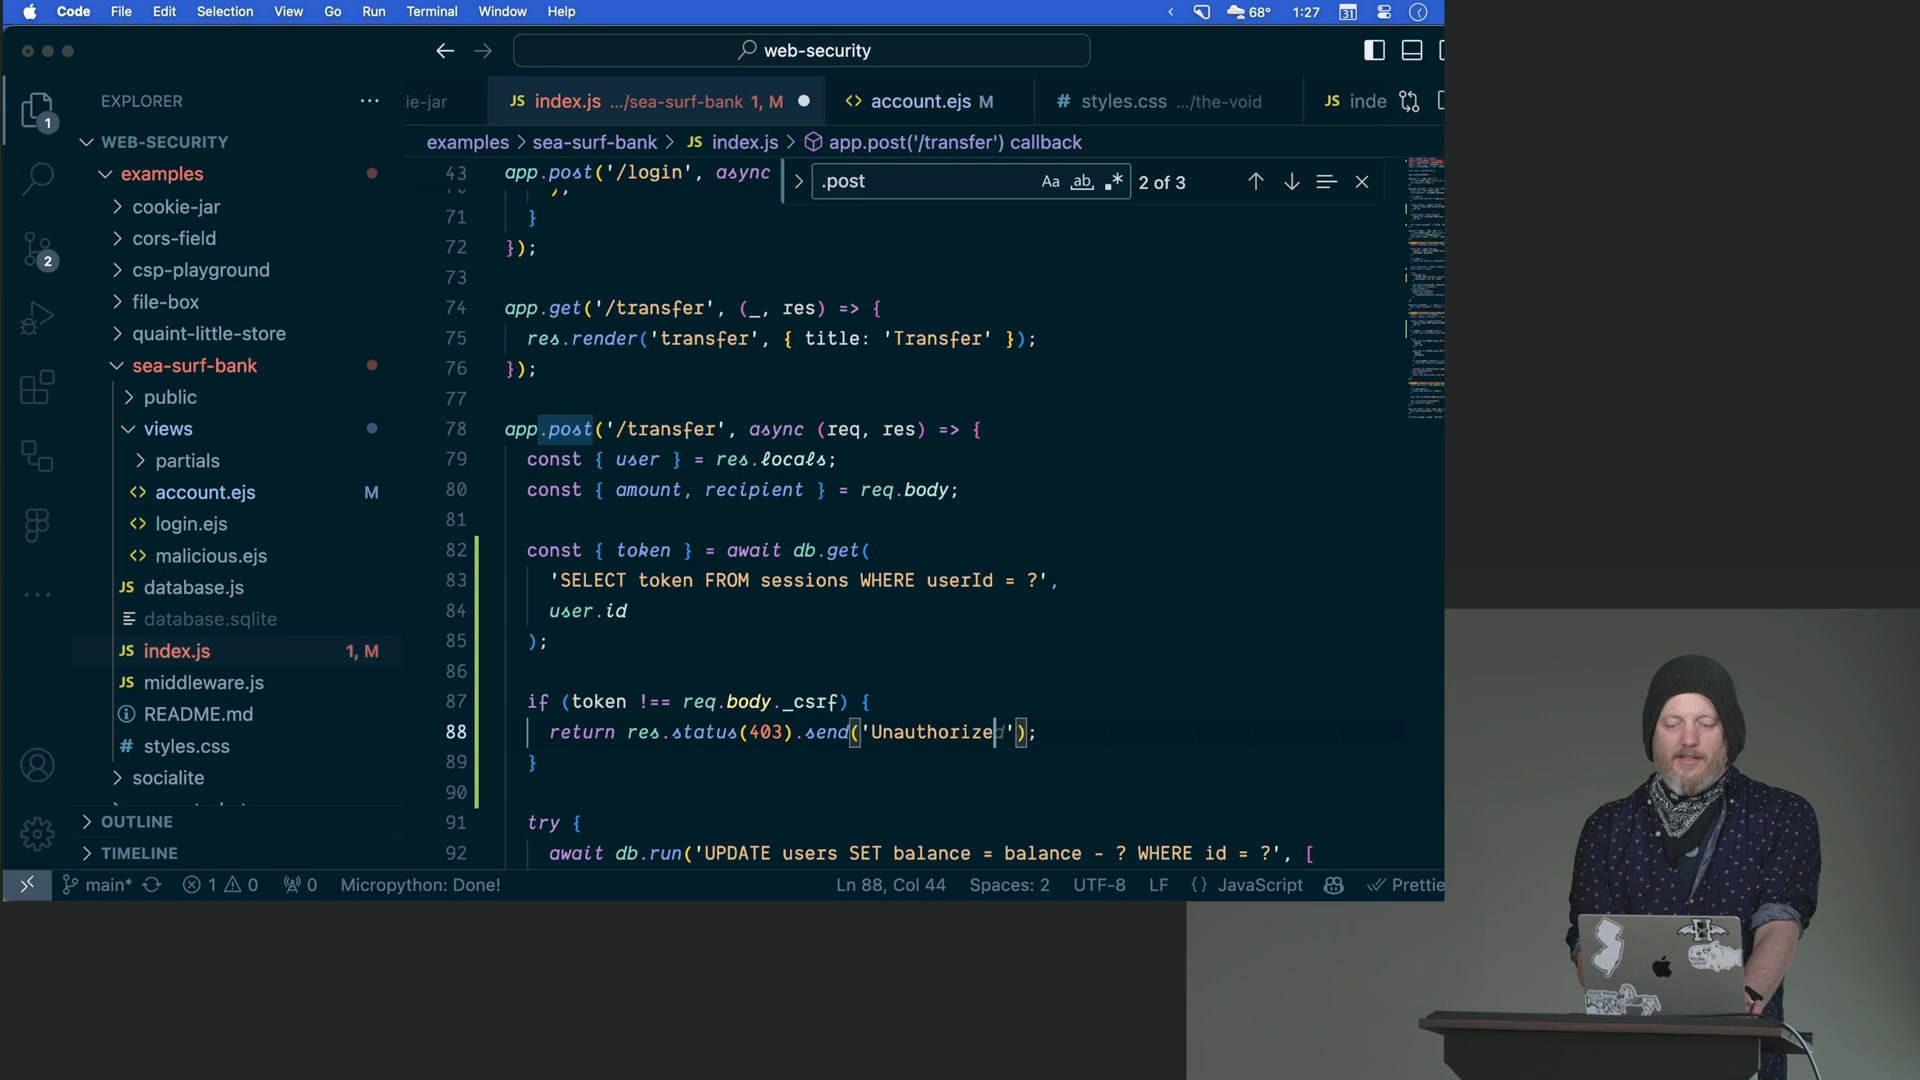 Code File Edit Selection View Go Run Terminal Window Help 68° 1:27 31
web-security
EXPLORER
ie-jar
JS index.js .../sea-surf-bank 1, M
account.ejs M
# styles.css .../the-void
JS inde
examples > sea-surf-bank > JS index.js > app.post('/transfer') callback
.post Aa ab .* 2 of 3
1
2
WEB-SECURITY
examples
cookie-jar
cors-field
csp-playground
file-box
quaint-little-store
sea-surf-bank
public
views
partials
account.ejs M
login.ejs
malicious.ejs
JS database.js
database.sqlite
JS index.js 1, M
JS middleware.js
README.md
# styles.css
socialite
OUTLINE
TIMELINE
43 app.post('/login', async
);
71 }
72 });
73
74 app.get('/transfer', (_, res) => {
75 res.render('transfer', { title: 'Transfer' });
76 });
77
78 app.post('/transfer', async (req, res) => {
79 const { user } = res.locals;
80 const { amount, recipient } = req.body;
81
82 const { token } = await db.get(
83 'SELECT token FROM sessions WHERE userId = ?',
84 user.id
85 );
86
87 if (token !== req.body._csrf) {
88 return res.status(403).send('Unauthorized');
89 }
90
91 try {
92 await db.run('UPDATE users SET balance = balance - ? WHERE id = ?', [
main* 1 0 0 Micropython: Done! Ln 88, Col 44 Spaces: 2 UTF-8 LF {} JavaScript Prettie